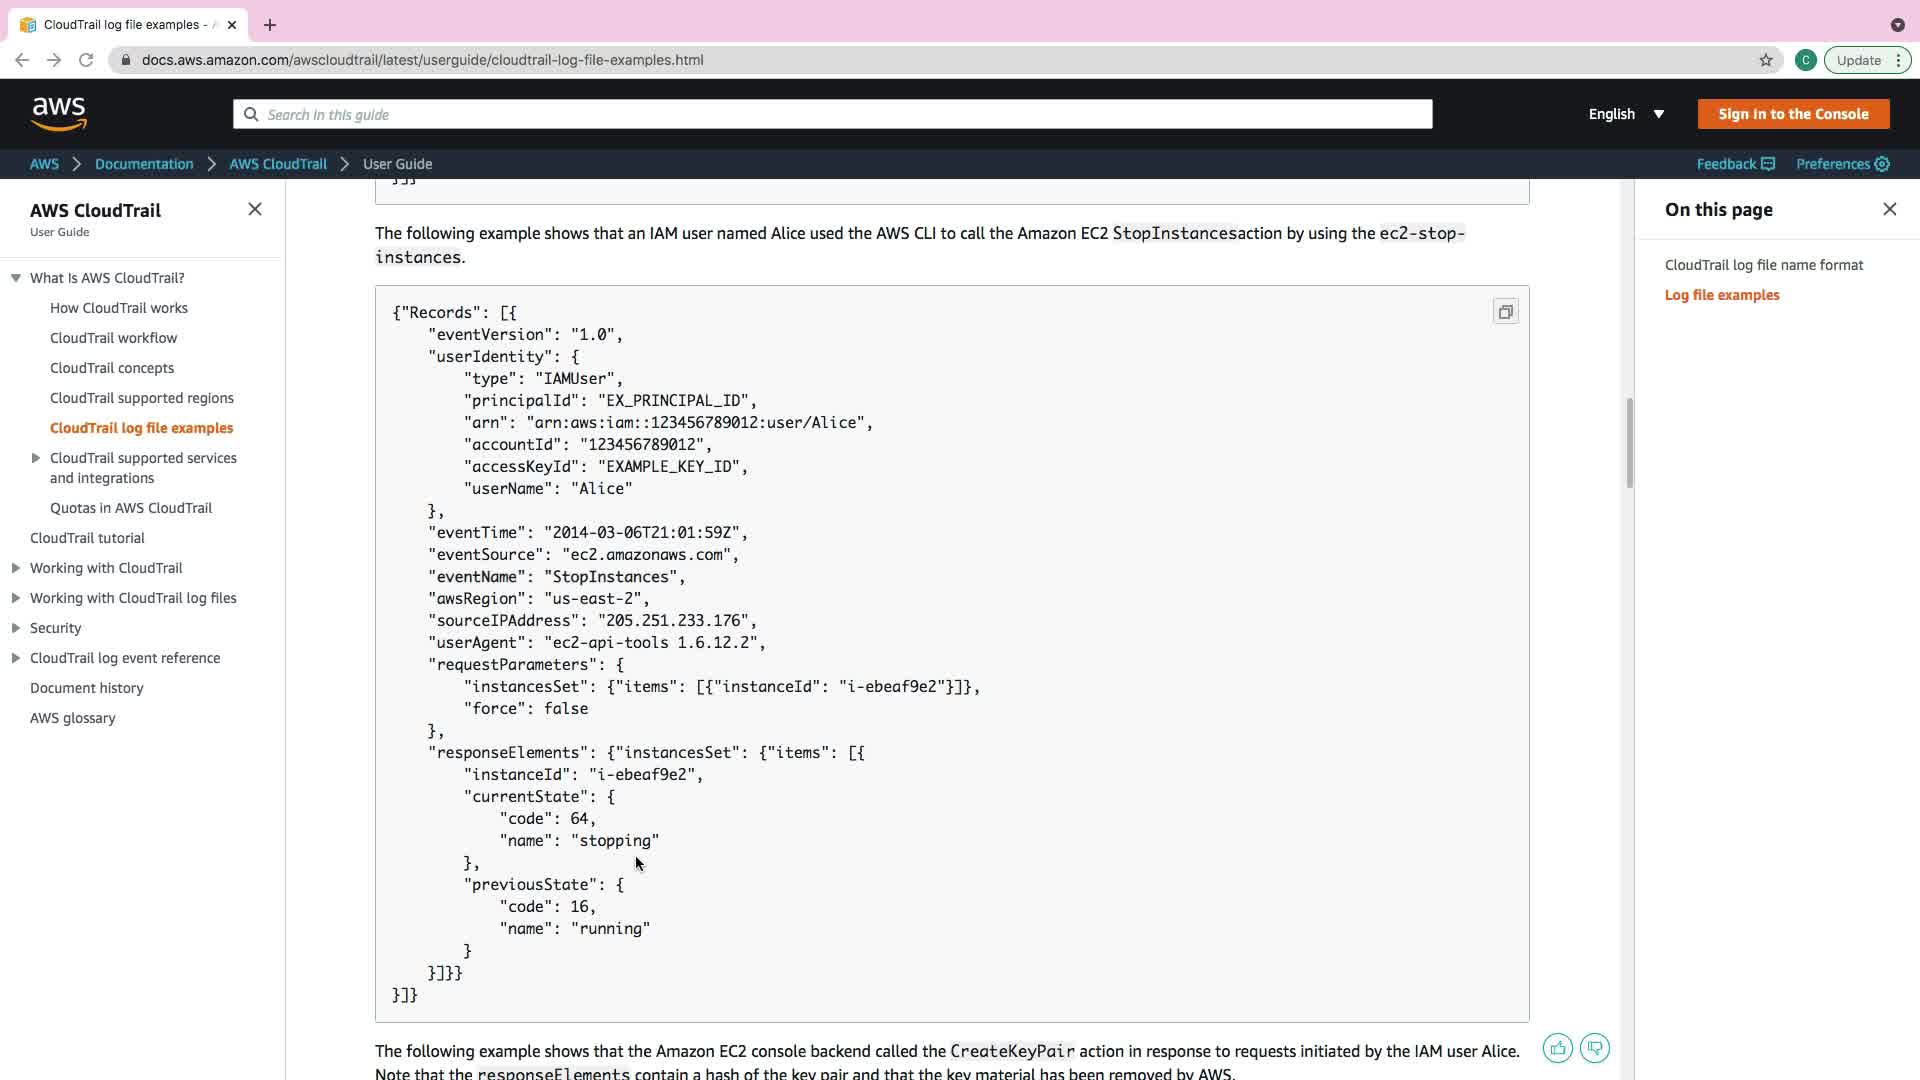 CloudTrail log file examples -
docs.aws.amazon.com/awscloudtrail/latest/userguide/cloudtrail-log-file-examples.html
C
Update
aws
Search in this guide
English
Sign In to the Console
AWS
Documentation
AWS CloudTrail
User Guide
Feedback
Preferences
AWS CloudTrail
User Guide
What Is AWS CloudTrail?
How CloudTrail works
CloudTrail workflow
CloudTrail concepts
CloudTrail supported regions
CloudTrail log file examples
CloudTrail supported services
and integrations
Quotas in AWS CloudTrail
CloudTrail tutorial
Working with CloudTrail
Working with CloudTrail log files
Security
CloudTrail log event reference
Document history
AWS glossary
}]}
The following example shows that an IAM user named Alice used the AWS CLI to call the Amazon EC2 StopInstancesaction by using the ec2-stop-
instances.
{"Records": [{
"eventVersion": "1.0",
"userIdentity": {
"type": "IAMUser",
"principalId": "EX_PRINCIPAL_ID",
"arn": "arn:aws:iam::123456789012:user/Alice",
"accountId": "123456789012",
"accessKeyId": "EXAMPLE_KEY_ID",
"userName": "Alice"
},
"eventTime": "2014-03-06T21:01:59Z",
"eventSource": "ec2.amazonaws.com",
"eventName": "StopInstances",
"awsRegion": "us-east-2",
"sourceIPAddress": "205.251.233.176",
"userAgent": "ec2-api-tools 1.6.12.2",
"requestParameters": {
"instancesSet": {"items": [{"instanceId": "i-ebeaf9e2"}]},
"force": false
},
"responseElements": {"instancesSet": {"items": [{
"instanceId": "i-ebeaf9e2",
"currentState": {
"code": 64,
"name": "stopping"
},
"previousState": {
"code": 16,
"name": "running"
}
}]}}
}]}
The following example shows that the Amazon EC2 console backend called the CreateKeyPair action in response to requests initiated by the IAM user Alice.
Note that the responseElements contain a hash of the key pair and that the key material has been removed by AWS.
On this page
CloudTrail log file name format
Log file examples